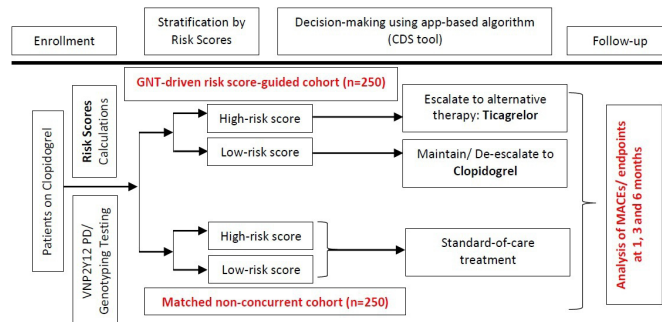 Enrollment
Stratification by
Risk Scores
Decision-making using app-based algorithm
(CDS tool)
Follow-up
GNT-driven risk score-guided cohort (n=250)
Patients on Clopidogrel
Risk Scores
Calculations
VNP2Y12 PD/
Genotyping Testing
High-risk score
Low-risk score
Escalate to alternative
therapy: Ticagrelor
Maintain/ De-escalate to
Clopidogrel
High-risk score
Low-risk score
Standard-of-care
treatment
Matched non-concurrent cohort (n=250)
Analysis of MACEs/ endpoints
at 1, 3 and 6 months